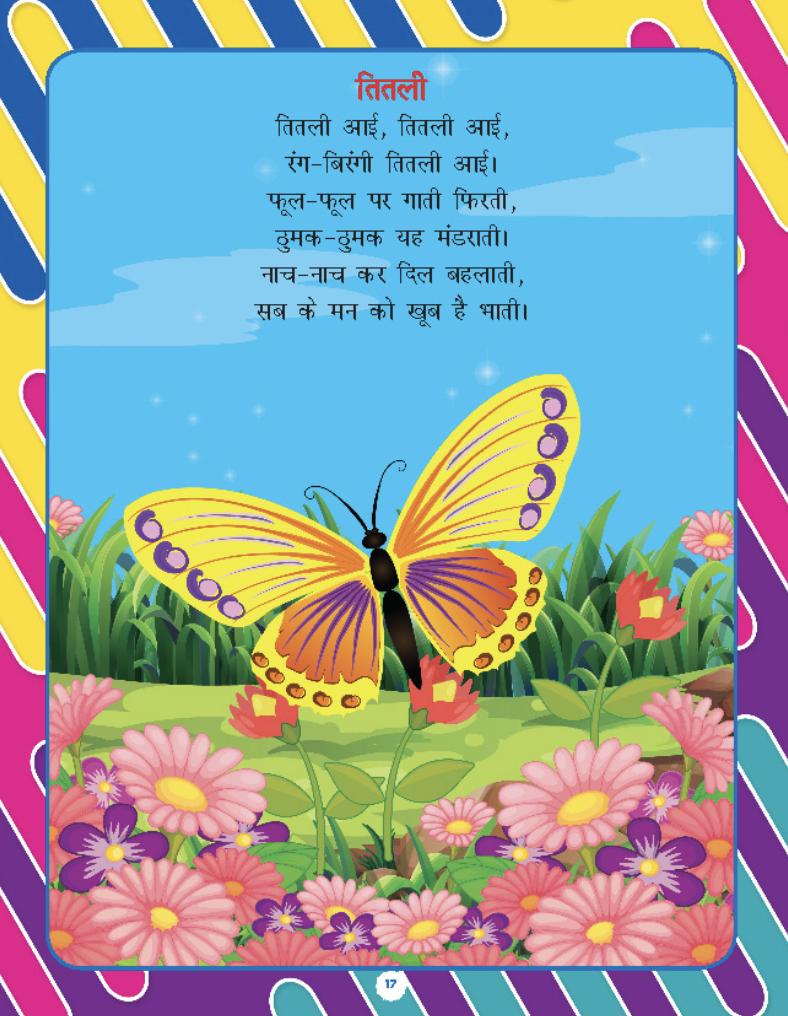 तितली
तितली आई, तितली आई,
रंग-बिरंगी तितली आई।
फूल-फूल पर गाती फिरती,
ठुमक-ठुमक यह मंडराती।
नाच-नाच कर दिल बहलाती,
सब के मन को खूब है भाती।
17